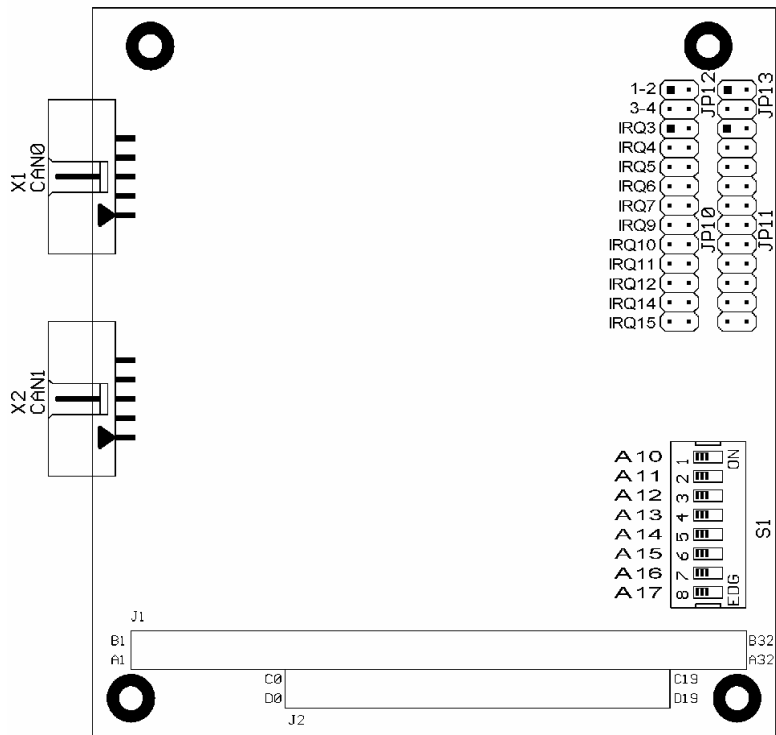 1-2
3-4
IRQ3
IRQ4
IRQ5
IRQ6
IRQ7
IRQ9
IRQ10
IRQ11
IRQ12
IRQ14
IRQ15
JP12
JP13
JP10
JP11
X1
CAN0
X2
CAN1
A10 1 ON
A11 2
A12 3
A13 4
A14 5
A15 6
A16 7
A17 8 EDG
S1
J1
B1 B32
A1 A32
C0 C19
D0 D19
J2